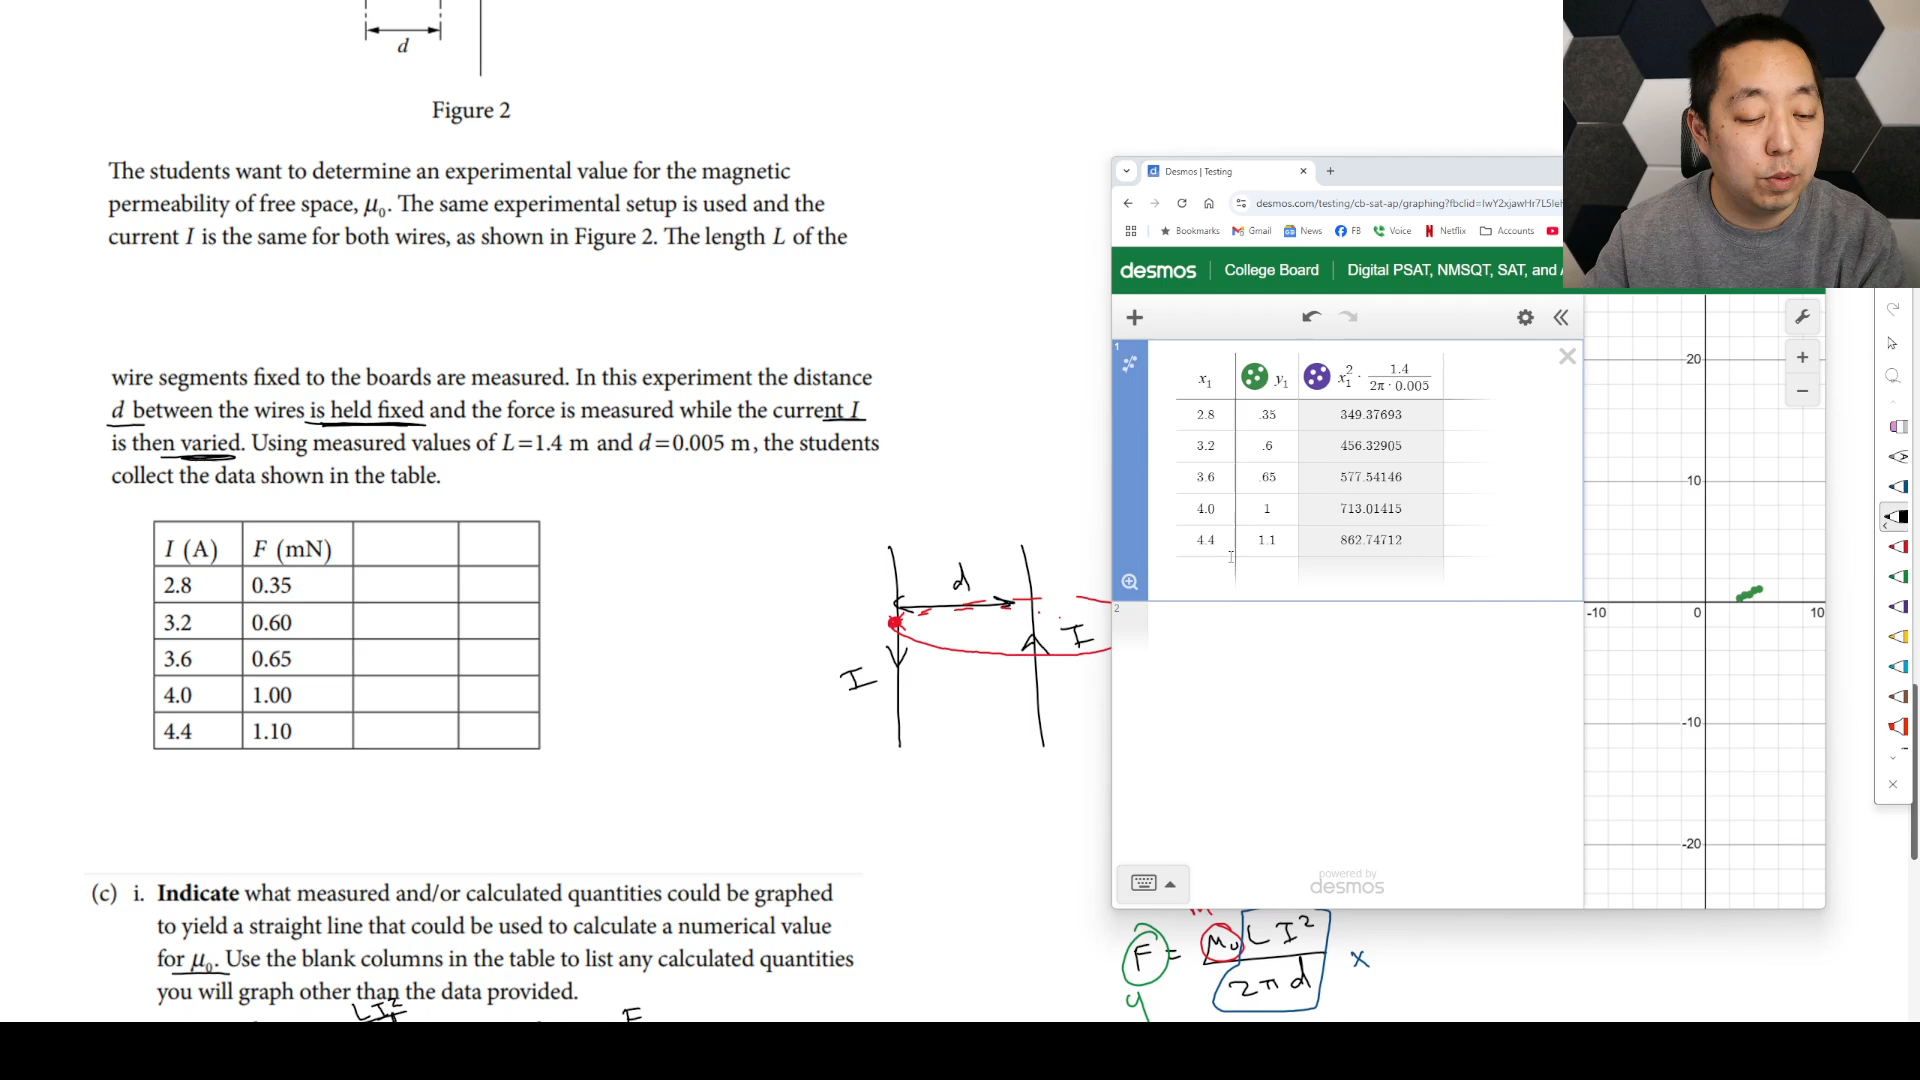 d
Figure 2
The students want to determine an experimental value for the magnetic
permeability of free space, μ₀. The same experimental setup is used and the
current I is the same for both wires, as shown in Figure 2. The length L of the
wire segments fixed to the boards are measured. In this experiment the distance
d between the wires is held fixed and the force is measured while the current I
is then varied. Using measured values of L=1.4 m and d=0.005 m, the students
collect the data shown in the table.
I (A) F (mN)
2.8 0.35
3.2 0.60
3.6 0.65
4.0 1.00
4.4 1.10
d
I
I
(c) i. Indicate what measured and/or calculated quantities could be graphed
to yield a straight line that could be used to calculate a numerical value
for μ₀. Use the blank columns in the table to list any calculated quantities
you will graph other than the data provided.
LI²
F
Desmos | Testing
desmos.com/testing/cb-sat-ap/graphing?fbclid=IwY2xjawHr7L5leH
Bookmarks Gmail News FB Voice Netflix Accounts
desmos College Board Digital PSAT, NMSQT, SAT, and A
1
x₁ y₁ x₁² · 1.4/(2π · 0.005)
2.8 .35 349.37693
3.2 .6 456.32905
3.6 .65 577.54146
4.0 1 713.01415
4.4 1.1 862.74712
2
powered by
desmos
20
10
-10 0 10
-10
-20
F = μ₀ L I² / 2π d x
y